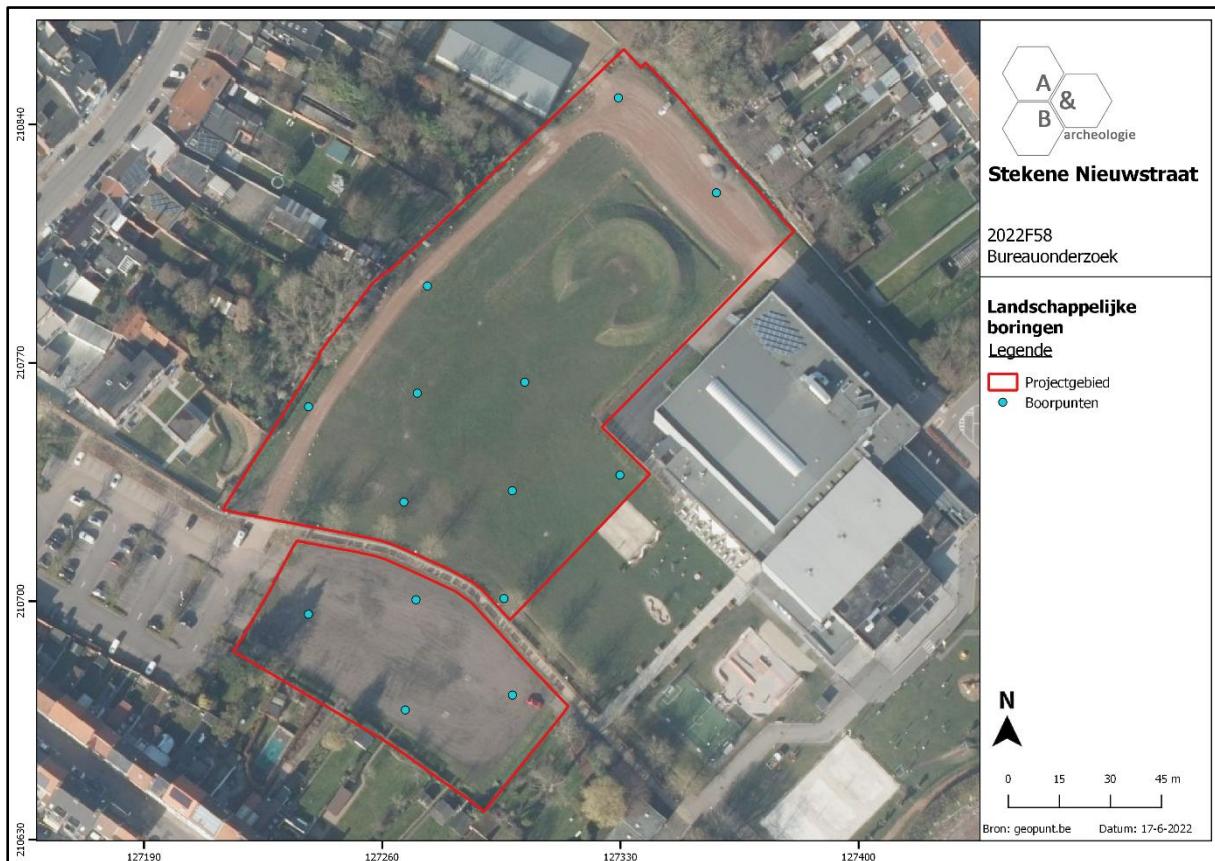 A
&
B
archeologie
Stekene Nieuwstraat
2022F58
Bureauonderzoek
Landschappelijke
boringen
Legende
Projectgebied
Boorpunten
N
0 15 30 45 m
Bron: geopunt.be Datum: 17-6-2022
210840
210770
210700
210630
127190 127260 127330 127400